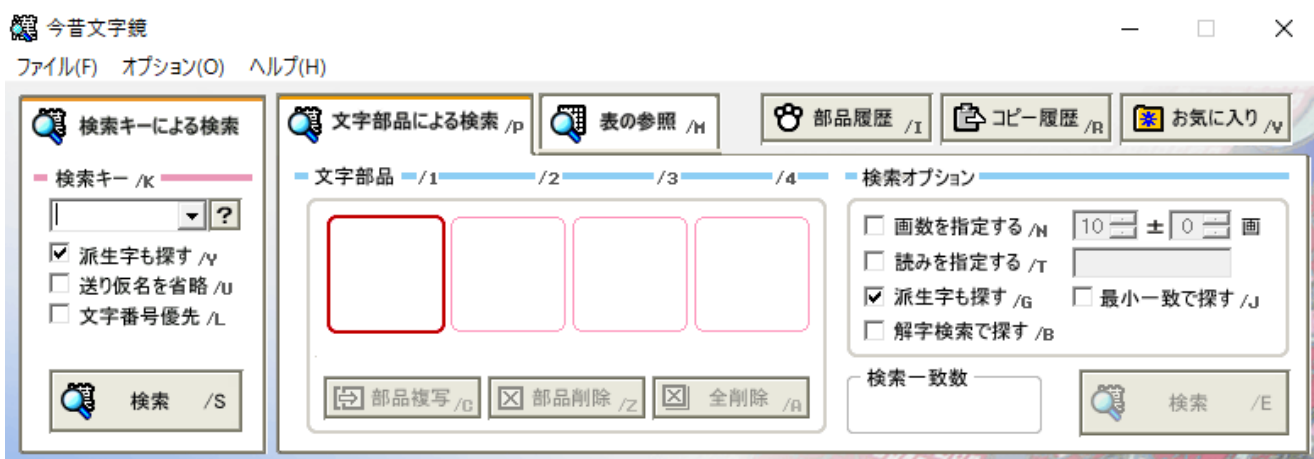 今昔文字鏡
ファイル(F) オプション(O) ヘルプ(H)
検索キーによる検索
検索キー /K
?
派生字も探す /Y
送り仮名を省略 /U
文字番号優先 /L
検索 /S
文字部品による検索 /P
表の参照 /M
部品履歴 /I
コピー履歴 /R
お気に入り /V
文字部品 /1 /2 /3 /4
部品複写 /C
部品削除 /Z
全削除 /A
検索オプション
画数を指定する /N 10 ± 0 画
読みを指定する /T
派生字も探す /G 最小一致で探す /J
解字検索で探す /B
検索一致数
検索 /E